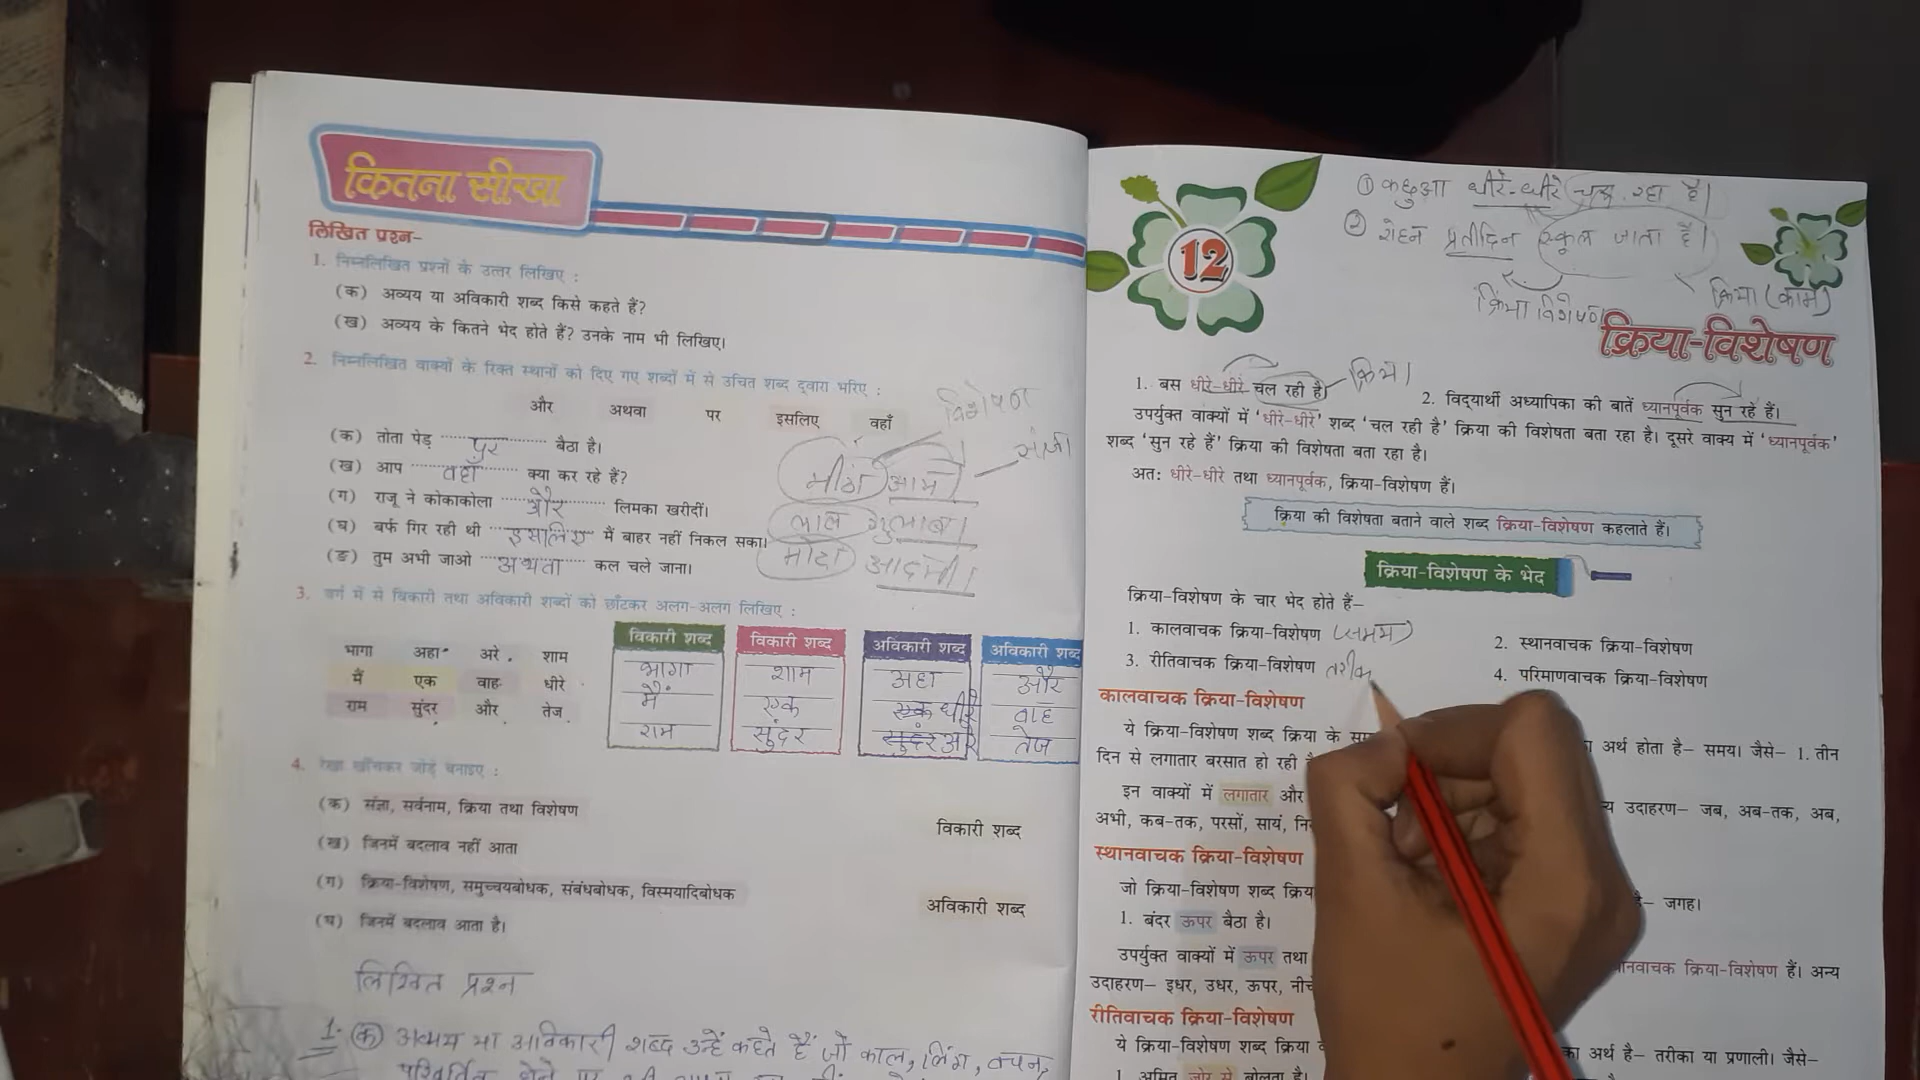 कितना सीखा
लिखित प्रश्न-
1. निम्नलिखित प्रश्नों के उत्तर लिखिए :
(क) अव्यय या अविकारी शब्द किसे कहते हैं?
(ख) अव्यय के कितने भेद होते हैं? उनके नाम भी लिखिए।
2. निम्नलिखित वाक्यों के रिक्त स्थानों को दिए गए शब्दों में से उचित शब्द द्वारा भरिए :
और अथवा पर इसलिए वहाँ
विशेषण
(क) तोता पेड़ पर बैठा है।
(ख) आप वहाँ क्या कर रहे हैं?
मीठा आम।
(ग) राजू ने कोकाकोला और लिमका खरीदीं।
लाल गुलाब।
(घ) बर्फ गिर रही थी इसलिए मैं बाहर नहीं निकल सका।
(ङ) तुम अभी जाओ अथवा कल चले जाना।
मोटा आदमी।
3. वर्ग में से विकारी तथा अविकारी शब्दों को छाँटकर अलग-अलग लिखिए :
विकारी शब्द विकारी शब्द अविकारी शब्द अविकारी शब्द
भागा अहा अरे शाम
मैं एक वाह धीरे
राम सुंदर और तेज
भागा शाम अहा और
मैं एक एक धीरे वाह
राम सुंदर सुंदर अरे तेज
4. रेखा खींचकर जोड़े बनाइए :
(क) संज्ञा, सर्वनाम, क्रिया तथा विशेषण
विकारी शब्द
(ख) जिनमें बदलाव नहीं आता
(ग) क्रिया-विशेषण, समुच्चयबोधक, संबंधबोधक, विस्मयादिबोधक
अविकारी शब्द
(घ) जिनमें बदलाव आता है।
लिखित प्रश्न
1. (क) अव्यय या अविकारी शब्द उन्हें कहते हैं जो काल, लिंग, वचन,
① कछुआ धीरे-धीरे चल रहा है।
② रोहन प्रतीदिन स्कूल जाता है।
12
क्रिया विशेषण
क्रिया (काम)
क्रिया-विशेषण
1. बस धीरे-धीरे चल रही है।
क्रिया
2. विद्यार्थी अध्यापिका की बातें ध्यानपूर्वक सुन रहे हैं।
उपर्युक्त वाक्यों में ‘धीरे-धीरे’ शब्द ‘चल रही है’ क्रिया की विशेषता बता रहा है। दूसरे वाक्य में ‘ध्यानपूर्वक’
शब्द ‘सुन रहे हैं’ क्रिया की विशेषता बता रहा है।
अतः धीरे-धीरे तथा ध्यानपूर्वक, क्रिया-विशेषण हैं।
क्रिया की विशेषता बताने वाले शब्द क्रिया-विशेषण कहलाते हैं।
क्रिया-विशेषण के भेद
क्रिया-विशेषण के चार भेद होते हैं–
1. कालवाचक क्रिया-विशेषण (समय)
2. स्थानवाचक क्रिया-विशेषण
3. रीतिवाचक क्रिया-विशेषण
4. परिमाणवाचक क्रिया-विशेषण
कालवाचक क्रिया-विशेषण
ये क्रिया-विशेषण शब्द क्रिया के अर्थ होता है– समय। जैसे– 1. तीन
दिन से लगातार बरसात हो रही
इन वाक्यों में लगातार और उदाहरण– जब, अब-तक, अब,
अभी, कब-तक, परसों, सायं,
स्थानवाचक क्रिया-विशेषण
जो क्रिया-विशेषण शब्द जगह।
1. बंदर ऊपर बैठा है।
उपर्युक्त वाक्यों में ऊपर तथा क्रिया-विशेषण हैं। अन्य
उदाहरण– इधर, उधर, ऊपर,
रीतिवाचक क्रिया-विशेषण
ये क्रिया-विशेषण शब्द क्रिया अर्थ है– तरीका या प्रणाली। जैसे–
1. अमित जोर से बोलता है।